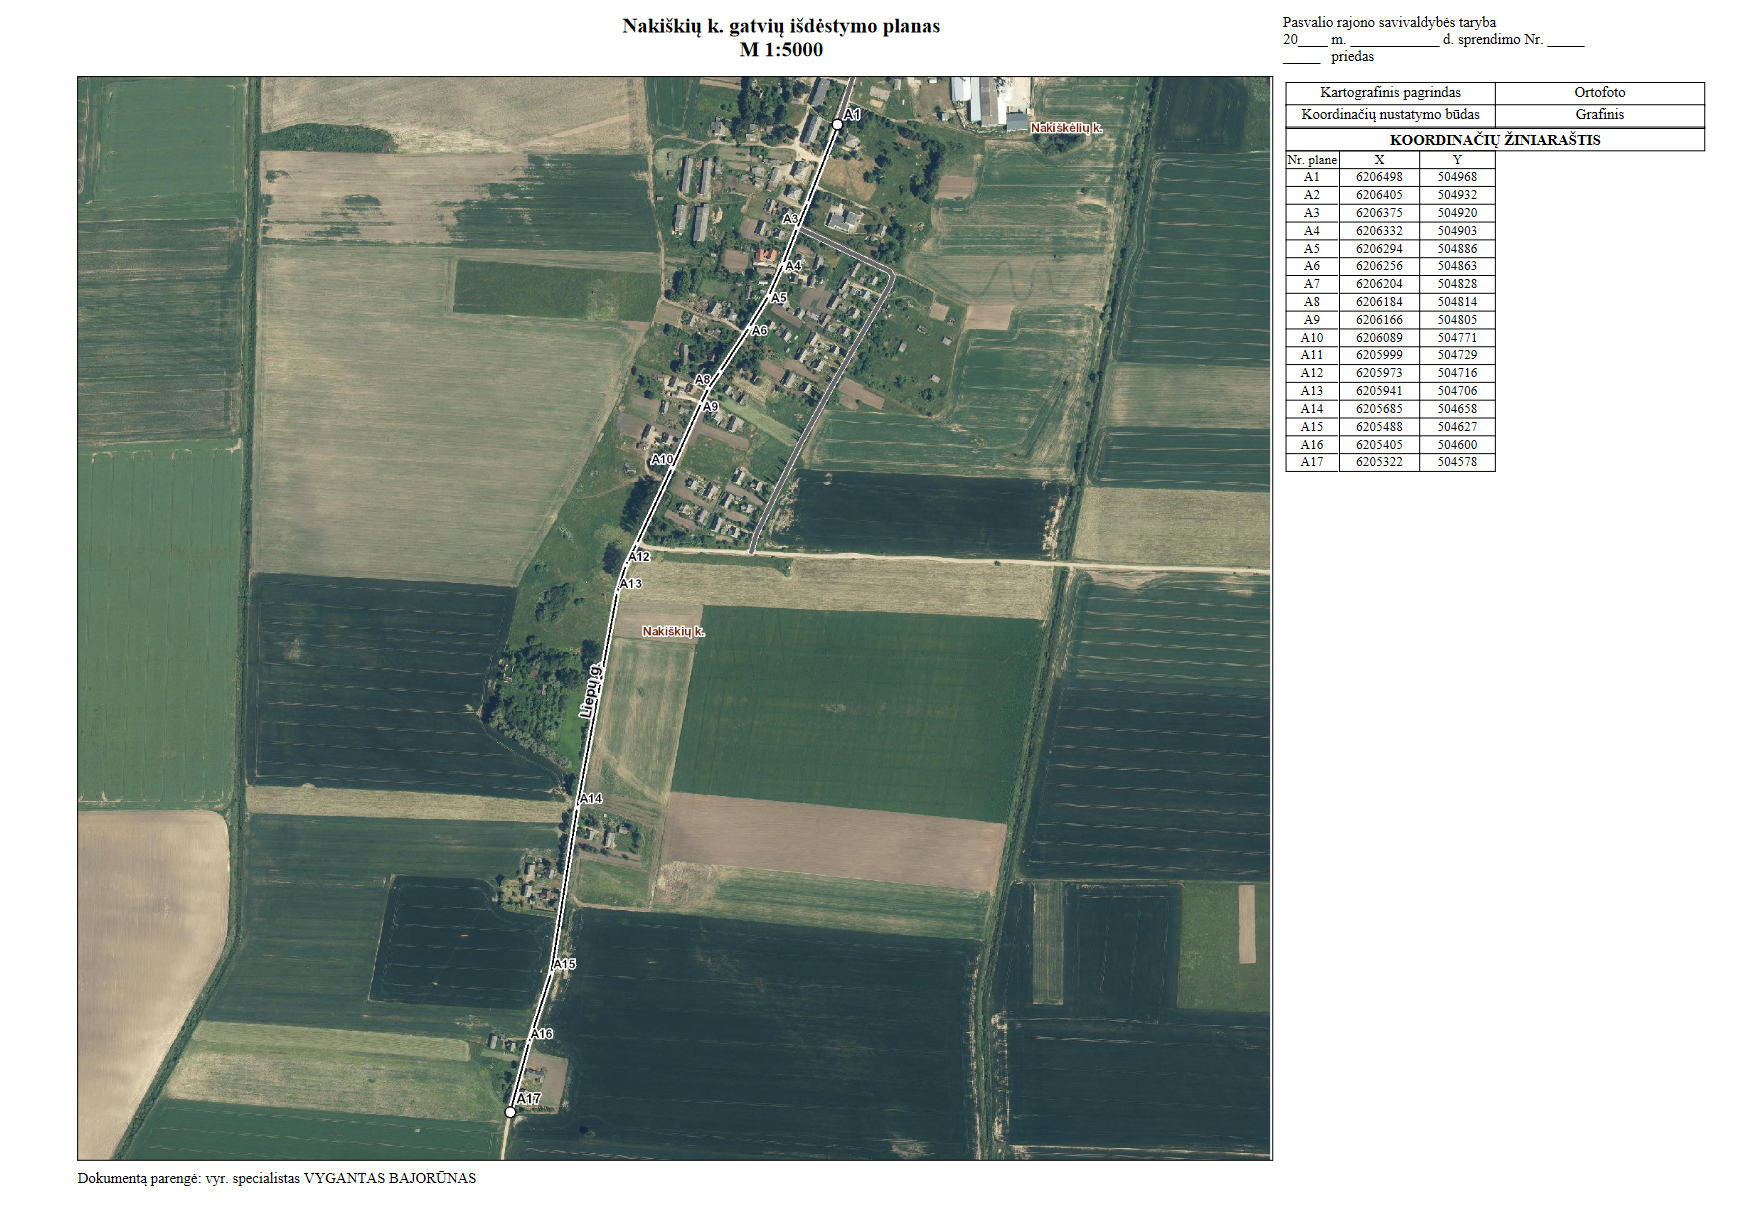 Nakiškių k. gatvių išdėstymo planas
M 1:5000
Pasvalio rajono savivaldybės taryba
20____ m. ____________ d. sprendimo Nr. _____
_____ priedas
Kartografinis pagrindas Ortofoto
Koordinačių nustatymo būdas Grafinis
KOORDINAČIŲ ŽINIARAŠTIS
Nr. plane X Y
A1 6206498 504968
A2 6206405 504932
A3 6206375 504920
A4 6206332 504903
A5 6206294 504886
A6 6206256 504863
A7 6206204 504828
A8 6206184 504814
A9 6206166 504805
A10 6206089 504771
A11 6205999 504729
A12 6205973 504716
A13 6205941 504706
A14 6205685 504658
A15 6205488 504627
A16 6205405 504600
A17 6205322 504578
A1
Nakiškėlių k.
A3
A4
A5
A6
A8
A9
A10
A12
A13
Nakiškių k.
Liepų g.
A14
A15
A16
A17
Dokumentą parengė: vyr. specialistas VYGANTAS BAJORŪNAS